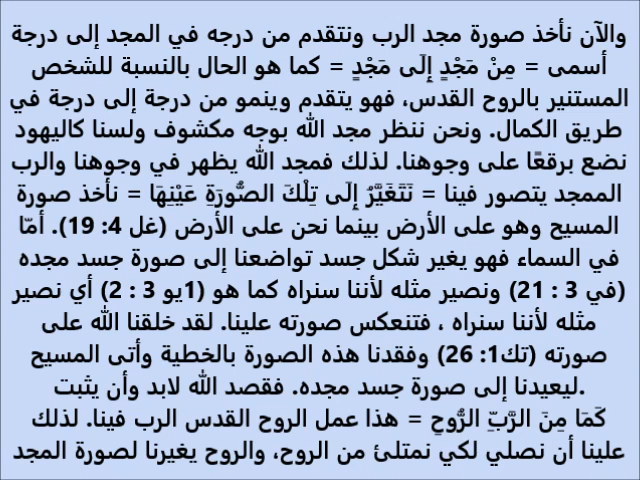 والآن نأخذ صورة مجد الرب ونتقدم من درجه في المجد إلى درجة
أسمى = مِنْ مَجْدٍ إِلَى مَجْدٍ = كما هو الحال بالنسبة للشخص
المستنير بالروح القدس، فهو يتقدم وينمو من درجة إلى درجة في
طريق الكمال. ونحن ننظر مجد الله بوجه مكشوف ولسنا كاليهود
نضع برقعًا على وجوهنا. لذلك فمجد الله يظهر في وجوهنا والرب
الممجد يتصور فينا = نَتَغَيَّرُ إِلَى تِلْكَ الصُّورَةِ عَيْنِهَا = نأخذ صورة
المسيح وهو على الأرض بينما نحن على الأرض (غل 4: 19). أمّا
في السماء فهو يغير شكل جسد تواضعنا إلى صورة جسد مجده
(في 3 : 21) ونصير مثله لأننا سنراه كما هو (1يو 3 : 2) أي نصير
مثله لأننا سنراه ، فتنعكس صورته علينا. لقد خلقنا الله على
صورته (تك1: 26) وفقدنا هذه الصورة بالخطية وأتى المسيح
.ليعيدنا إلى صورة جسد مجده. فقصد الله لابد وأن يثبت
كَمَا مِنَ الرَّبِّ الرُّوحِ = هذا عمل الروح القدس الرب فينا. لذلك
علينا أن نصلي لكي نمتلئ من الروح، والروح يغيرنا لصورة المجد